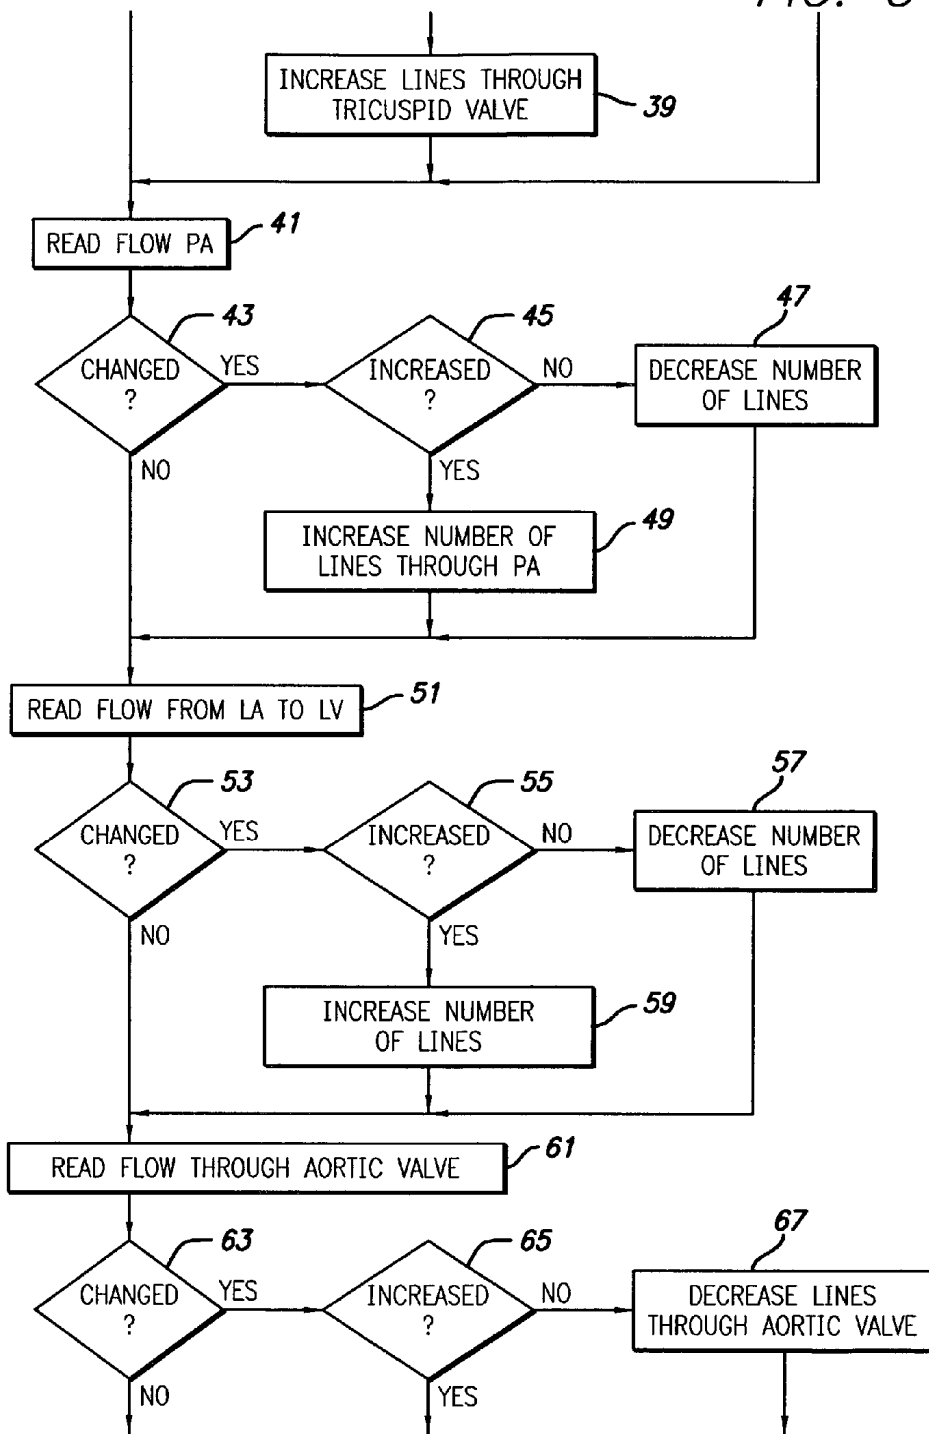 INCREASE LINES THROUGH
TRICUSPID VALVE
39
READ FLOW PA
41
CHANGED
?
43
YES
NO
INCREASED
?
45
NO
YES
DECREASE NUMBER
OF LINES
47
INCREASE NUMBER OF
LINES THROUGH PA
49
READ FLOW FROM LA TO LV
51
CHANGED
?
53
YES
NO
INCREASED
?
55
NO
YES
DECREASE NUMBER
OF LINES
57
INCREASE NUMBER
OF LINES
59
READ FLOW THROUGH AORTIC VALVE
61
CHANGED
?
63
YES
NO
INCREASED
?
65
NO
YES
DECREASE LINES
THROUGH AORTIC VALVE
67